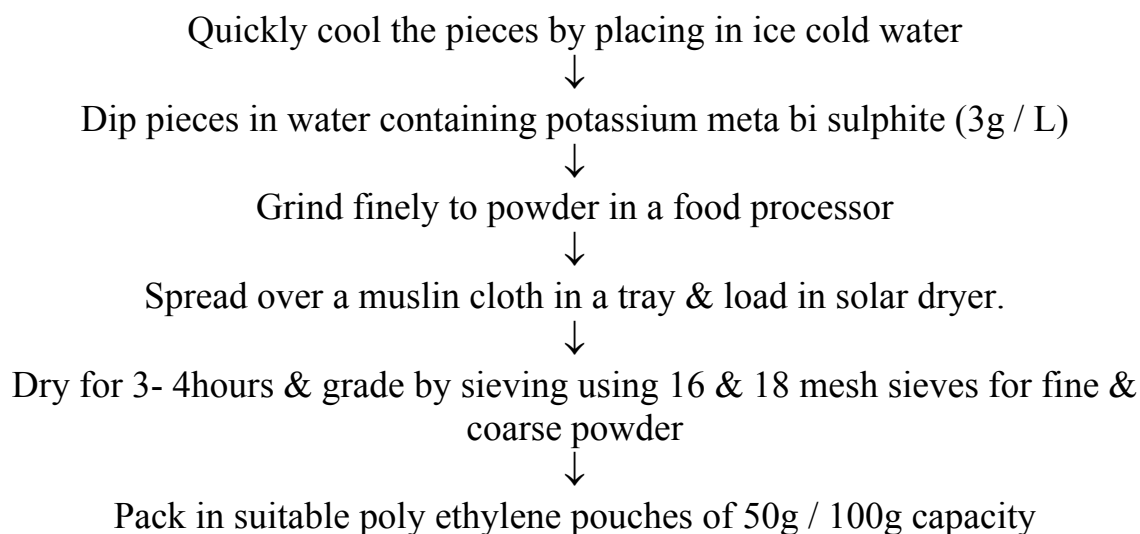 Quickly cool the pieces by placing in ice cold water
↓
Dip pieces in water containing potassium meta bi sulphite (3g / L)
↓
Grind finely to powder in a food processor
↓
Spread over a muslin cloth in a tray & load in solar dryer.
↓
Dry for 3- 4hours & grade by sieving using 16 & 18 mesh sieves for fine &
coarse powder
↓
Pack in suitable poly ethylene pouches of 50g / 100g capacity